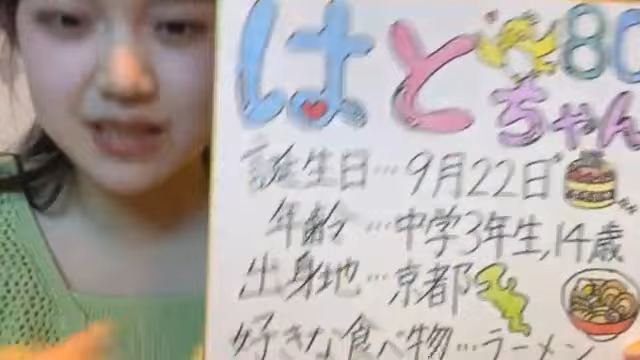 はと 80
ちゃん
誕生日…9月22日
年齢…中学3年生,14歳
出身地…京都
好きな食べ物…ラーメン